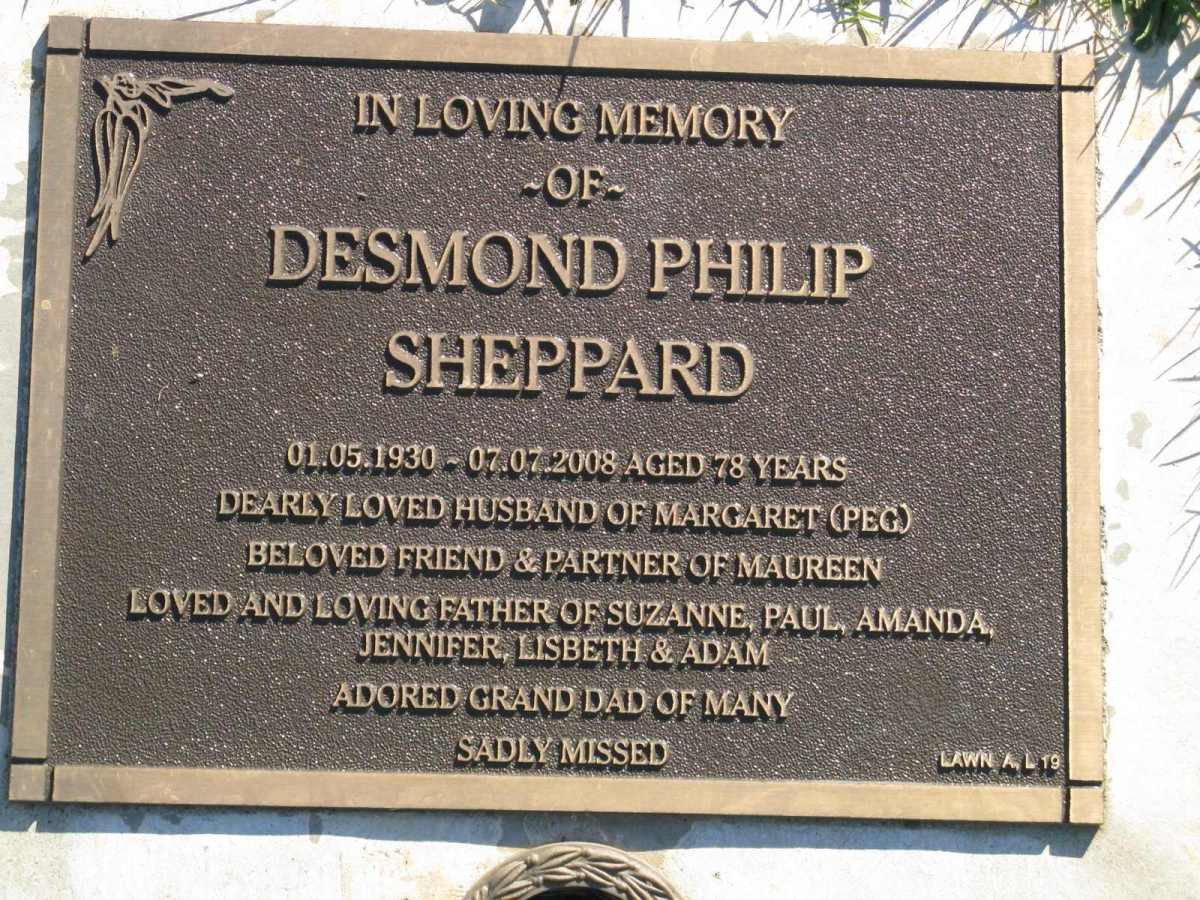 IN LOVING MEMORY
~OF~
DESMOND PHILIP
SHEPPARD
01.05.1930 ~ 07.07.2008 AGED 78 YEARS
DEARLY LOVED HUSBAND OF MARGARET (PEG)
BELOVED FRIEND & PARTNER OF MAUREEN
LOVED AND LOVING FATHER OF SUZANNE, PAUL, AMANDA,
JENNIFER, LISBETH & ADAM
ADORED GRAND DAD OF MANY
SADLY MISSED
LAWN A, L 19